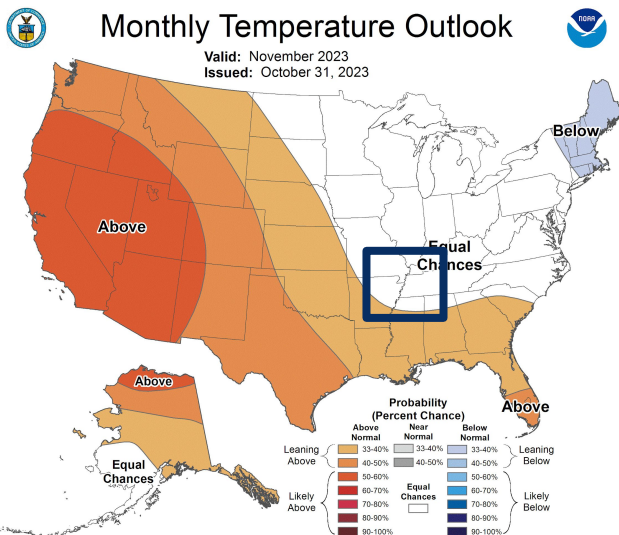 Monthly Temperature Outlook
NOAA
Valid: November 2023
Issued: October 31, 2023
Below
Above
Equal
Chances
Above
Above
Equal
Chances
Probability
(Percent Chance)
Above
Normal
Near
Normal
Below
Normal
Leaning
Above
33-40%
33-40%
33-40%
Leaning
Below
40-50%
40-50%
40-50%
Likely
Above
50-60%
Equal
Chances
50-60%
Likely
Below
60-70%
60-70%
70-80%
70-80%
80-90%
80-90%
90-100%
90-100%